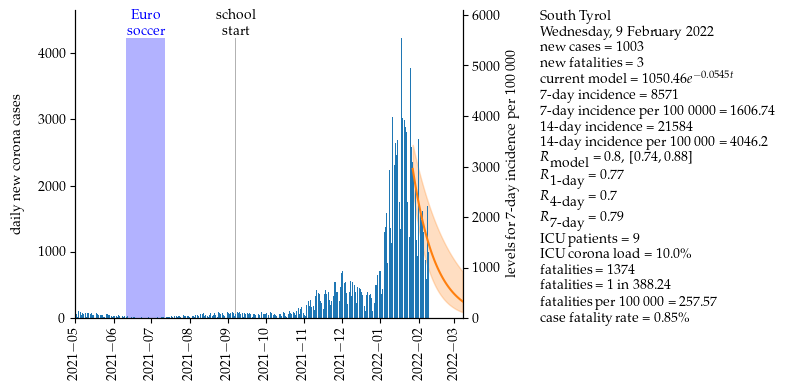 Euro
soccer
school
start
daily new corona cases
4000
3000
2000
1000
0
6000
5000
4000
3000
2000
1000
0
levels for 7-day incidence per 100 000
2021−05
2021−06
2021−07
2021−08
2021−09
2021−10
2021−11
2021−12
2022−01
2022−02
2022−03
South Tyrol
Wednesday, 9 February 2022
new cases = 1003
new fatalities = 3
current model = 1050.46e^−0.0545t
7-day incidence = 8571
7-day incidence per 100 0000 = 1606.74
14-day incidence = 21584
14-day incidence per 100 000 = 4046.2
R_model = 0.8, [0.74, 0.88]
R_1-day = 0.77
R_4-day = 0.7
R_7-day = 0.79
ICU patients = 9
ICU corona load = 10.0%
fatalities = 1374
fatalities = 1 in 388.24
fatalities per 100 000 = 257.57
case fatality rate = 0.85%